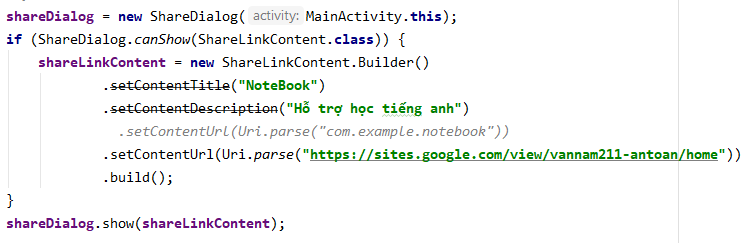 shareDialog = new ShareDialog( activity: MainActivity.this);
if (ShareDialog.canShow(ShareLinkContent.class)) {
shareLinkContent = new ShareLinkContent.Builder()
.setContentTitle("NoteBook")
.setContentDescription("Hỗ trợ học tiếng anh")
.setContentUrl(Uri.parse("com.example.notebook"))
.setContentUrl(Uri.parse("https://sites.google.com/view/vannam211-antoan/home"))
.build();
}
shareDialog.show(shareLinkContent);